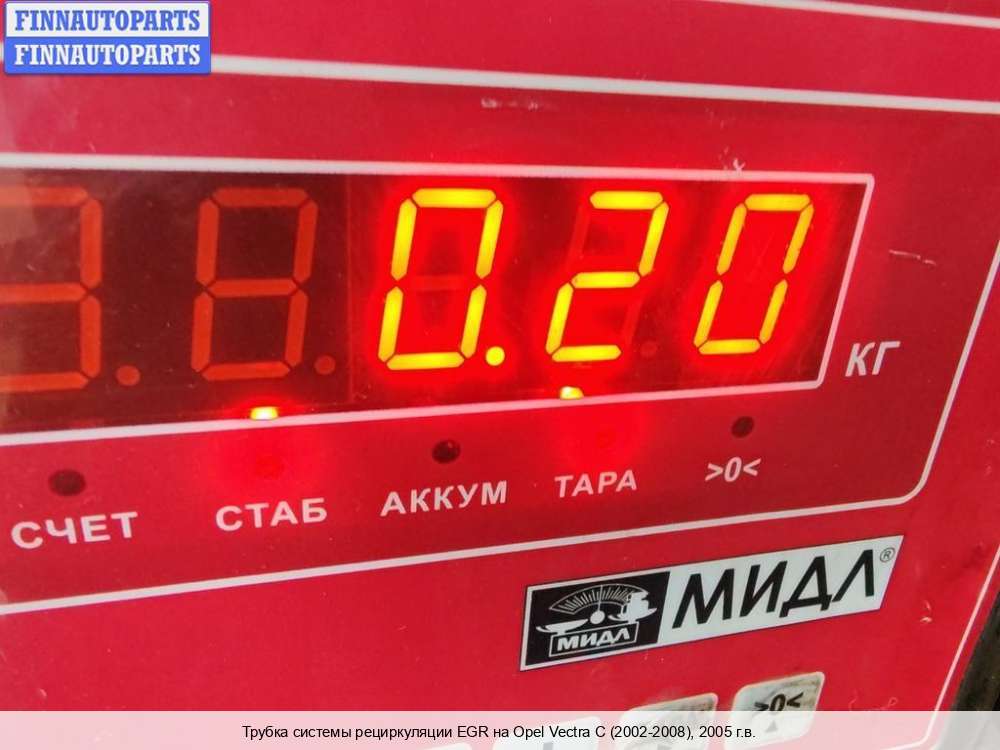 FINNAUTOPARTS
FINNAUTOPARTS
0.20
КГ
СЧЕТ
СТАБ
АККУМ
ТАРА
>0<
МИДЛ
МИДЛ®
>0<
Трубка системы рециркуляции EGR на Opel Vectra C (2002-2008), 2005 г.в.